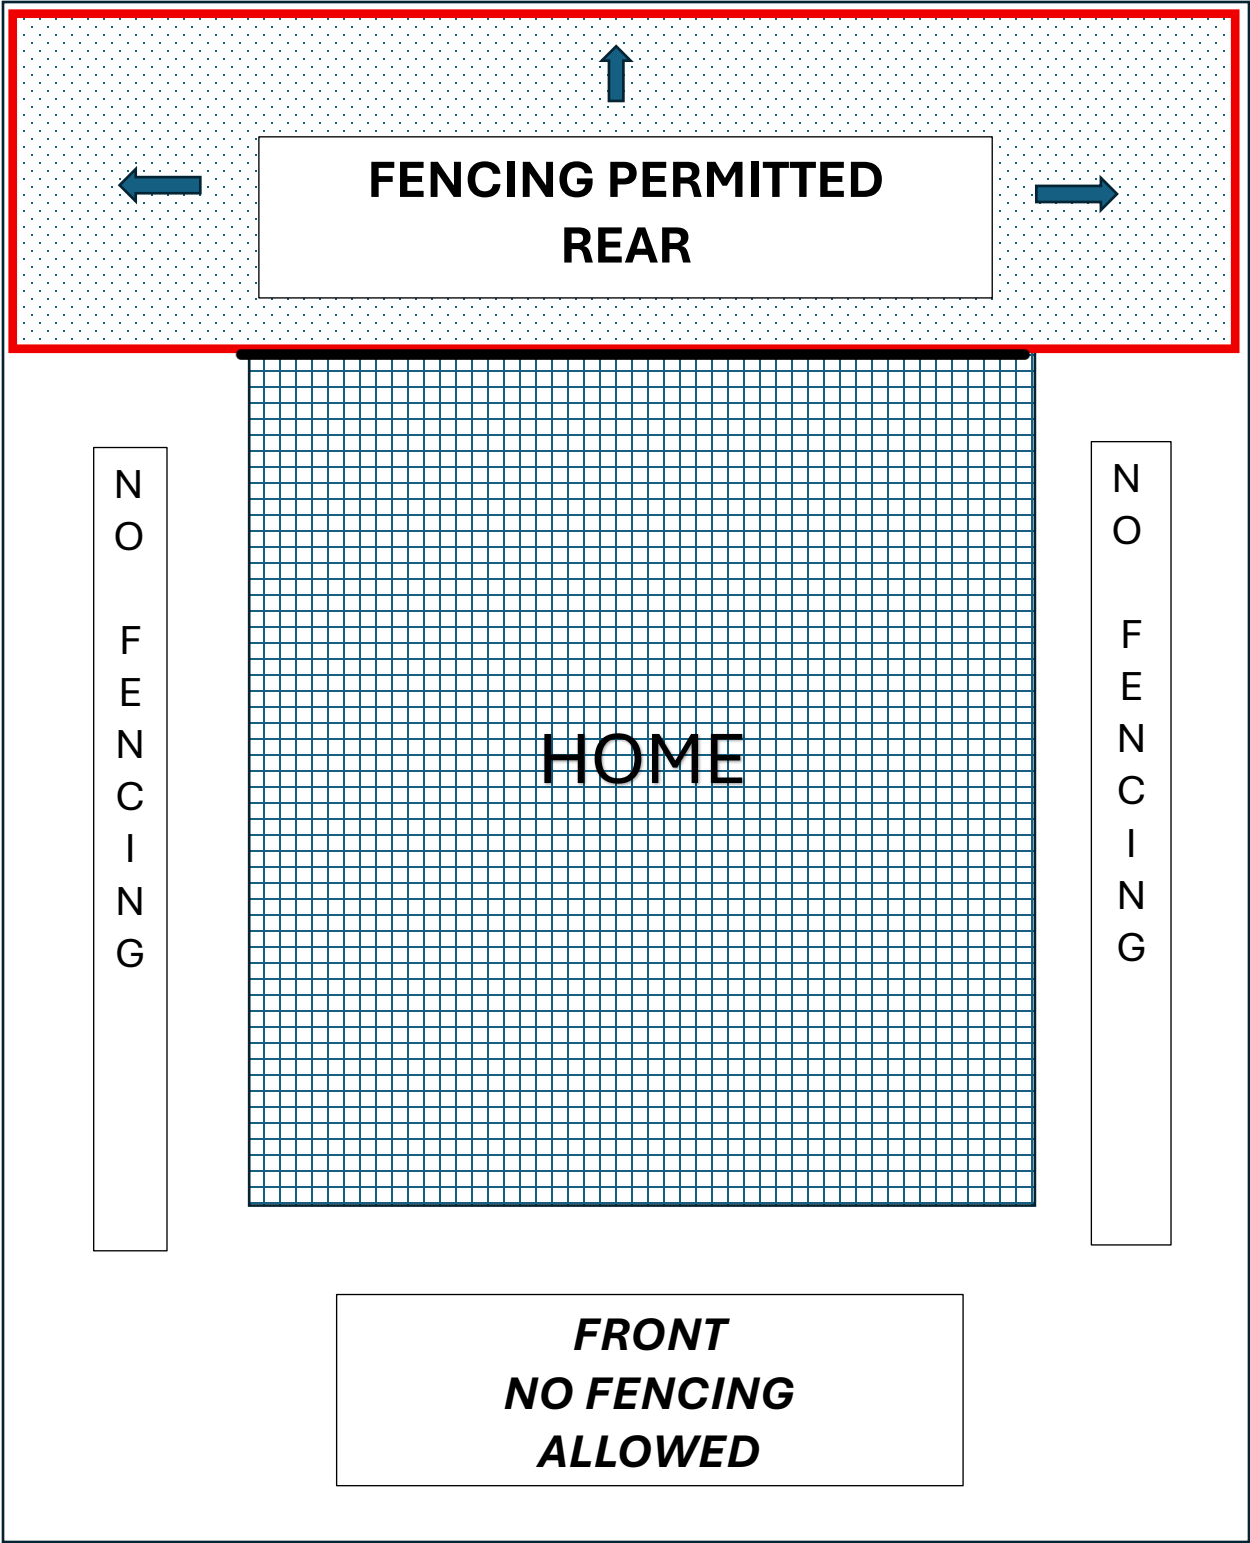 FENCING PERMITTED
REAR
N
O
F
E
N
C
I
N
G
HOME
N
O
F
E
N
C
I
N
G
FRONT
NO FENCING
ALLOWED